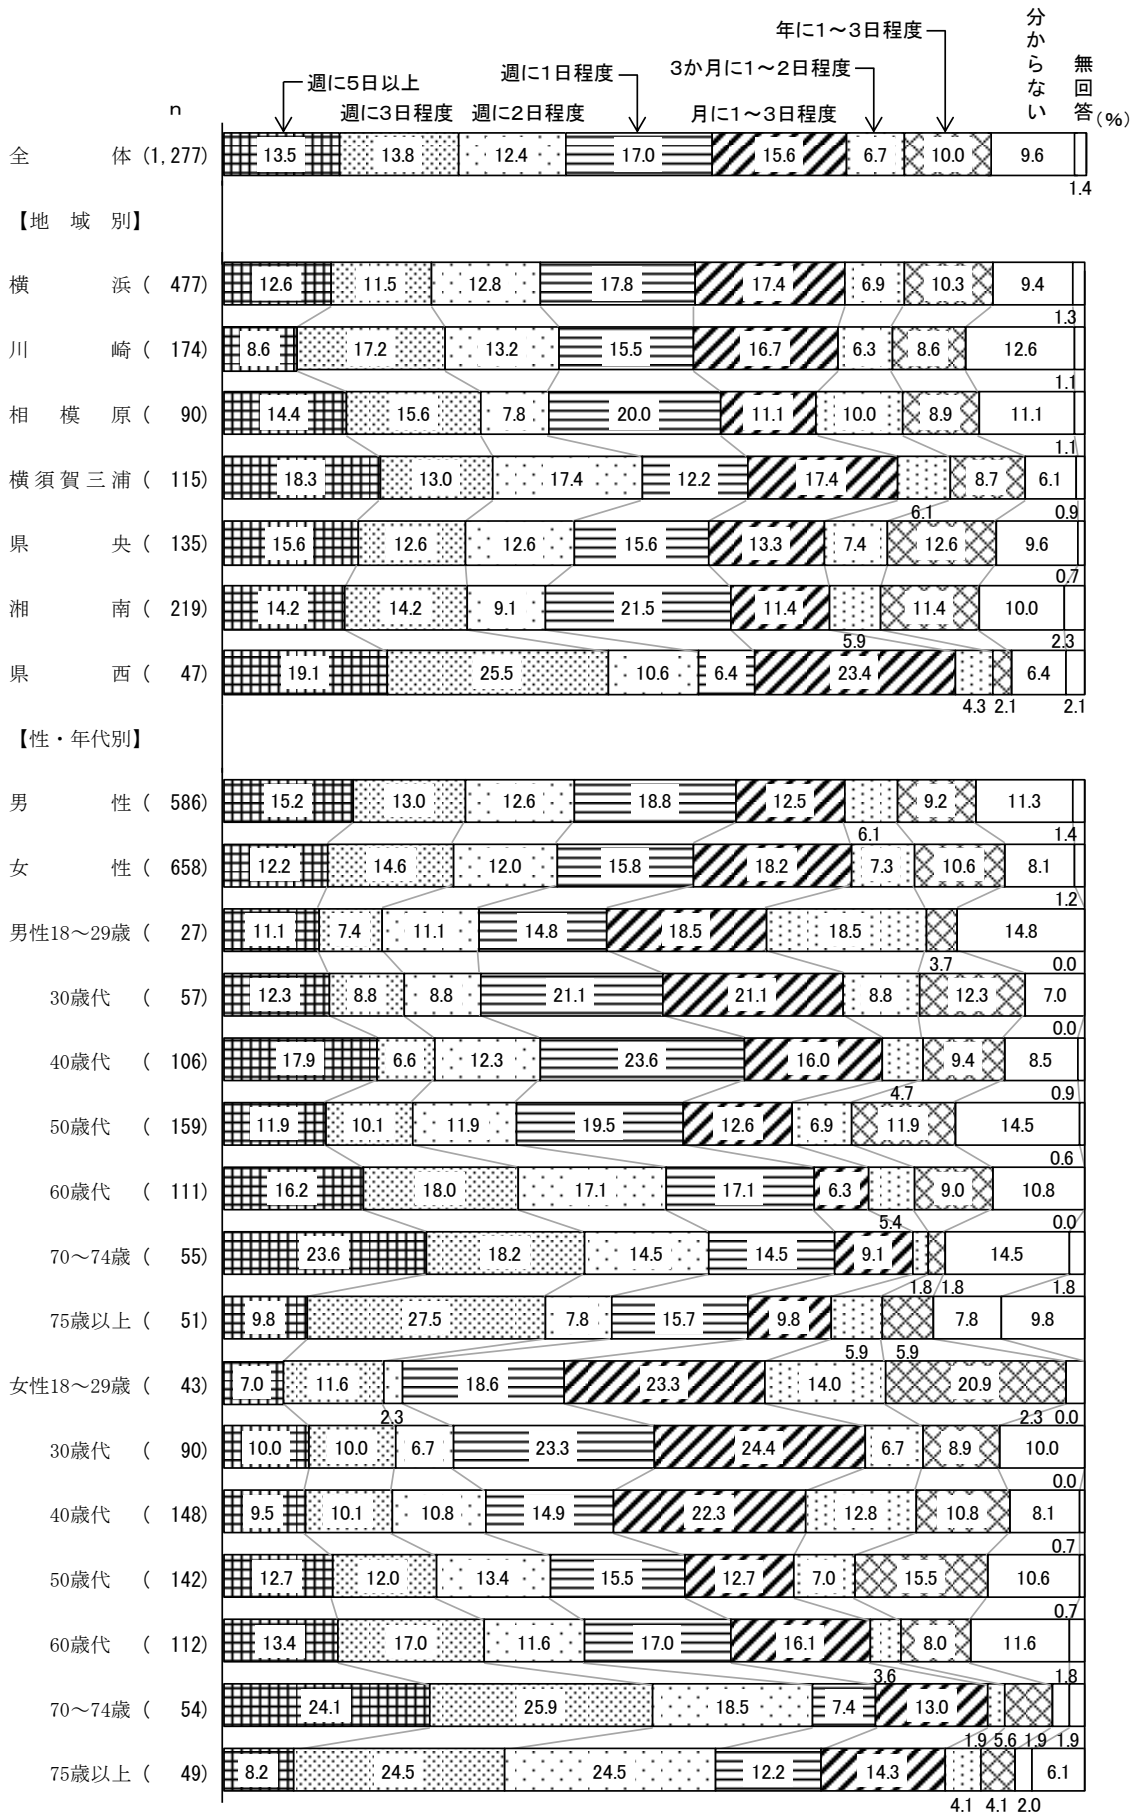 年に1～3日程度
分からない
無回答
週に1日程度
3か月に1～2日程度
週に5日以上
n
週に3日程度 週に2日程度 月に1～3日程度
(%)
全体 (1,277) 13.5 13.8 12.4 17.0 15.6 6.7 10.0 9.6
1.4
【地域別】
横浜 ( 477) 12.6 11.5 12.8 17.8 17.4 6.9 10.3 9.4
1.3
川崎 ( 174) 8.6 17.2 13.2 15.5 16.7 6.3 8.6 12.6
1.1
相模原 ( 90) 14.4 15.6 7.8 20.0 11.1 10.0 8.9 11.1
1.1
横須賀三浦 ( 115) 18.3 13.0 17.4 12.2 17.4 8.7 6.1
6.1 0.9
県央 ( 135) 15.6 12.6 12.6 15.6 13.3 7.4 12.6 9.6
0.7
湘南 ( 219) 14.2 14.2 9.1 21.5 11.4 11.4 10.0
5.9 2.3
県西 ( 47) 19.1 25.5 10.6 6.4 23.4 6.4
4.3 2.1 2.1
【性・年代別】
男性 ( 586) 15.2 13.0 12.6 18.8 12.5 9.2 11.3
6.1 1.4
女性 ( 658) 12.2 14.6 12.0 15.8 18.2 7.3 10.6 8.1
1.2
男性18～29歳 ( 27) 11.1 7.4 11.1 14.8 18.5 18.5 14.8
3.7 0.0
30歳代 ( 57) 12.3 8.8 8.8 21.1 21.1 8.8 12.3 7.0
0.0
40歳代 ( 106) 17.9 6.6 12.3 23.6 16.0 9.4 8.5
4.7 0.9
50歳代 ( 159) 11.9 10.1 11.9 19.5 12.6 6.9 11.9 14.5
0.6
60歳代 ( 111) 16.2 18.0 17.1 17.1 6.3 9.0 10.8
5.4 0.0
70～74歳 ( 55) 23.6 18.2 14.5 14.5 9.1 14.5
1.8 1.8 1.8
75歳以上 ( 51) 9.8 27.5 7.8 15.7 9.8 7.8 9.8
5.9 5.9
女性18～29歳 ( 43) 7.0 11.6 18.6 23.3 14.0 20.9
2.3 2.3 0.0
30歳代 ( 90) 10.0 10.0 6.7 23.3 24.4 6.7 8.9 10.0
0.0
40歳代 ( 148) 9.5 10.1 10.8 14.9 22.3 12.8 10.8 8.1
0.7
50歳代 ( 142) 12.7 12.0 13.4 15.5 12.7 7.0 15.5 10.6
0.7
60歳代 ( 112) 13.4 17.0 11.6 17.0 16.1 8.0 11.6
3.6 1.8
70～74歳 ( 54) 24.1 25.9 18.5 7.4 13.0
1.9 5.6 1.9 1.9
75歳以上 ( 49) 8.2 24.5 24.5 12.2 14.3 6.1
4.1 4.1 2.0